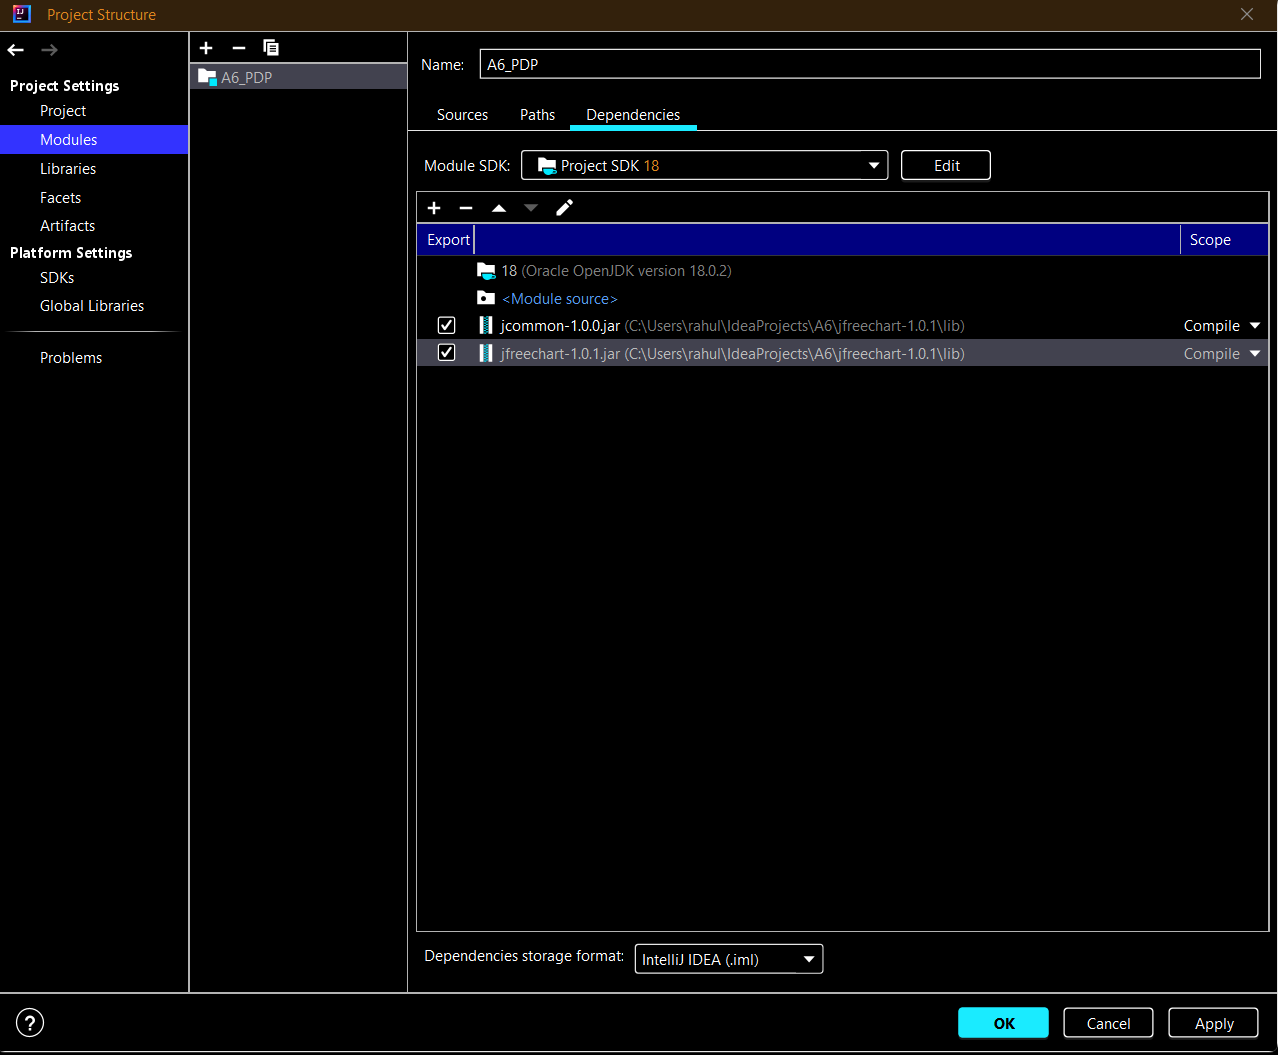 Project Structure
Project Settings
Project
Modules
Libraries
Facets
Artifacts
Platform Settings
SDKs
Global Libraries
Problems
A6_PDP
Name: A6_PDP
Sources Paths Dependencies
Module SDK: Project SDK 18 Edit
Export Scope
18 (Oracle OpenJDK version 18.0.2)
<Module source>
jcommon-1.0.0.jar (C:\Users\rahul\IdeaProjects\A6\jfreechart-1.0.1\lib) Compile
jfreechart-1.0.1.jar (C:\Users\rahul\IdeaProjects\A6\jfreechart-1.0.1\lib) Compile
Dependencies storage format: IntelliJ IDEA (.iml)
? OK Cancel Apply